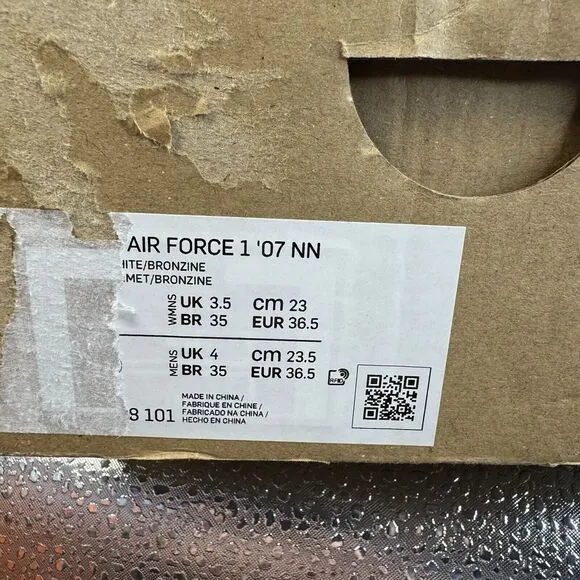 AIR FORCE 1 '07 NN
HITE/BRONZINE
.MET/BRONZINE
WMNS UK 3.5 CM 23
BR 35 EUR 36.5
MENS UK 4 CM 23.5
BR 35 EUR 36.5
RFID
8 101
MADE IN CHINA /
FABRIQUE EN CHINE /
FABRICADO NA CHINA /
HECHO EN CHINA